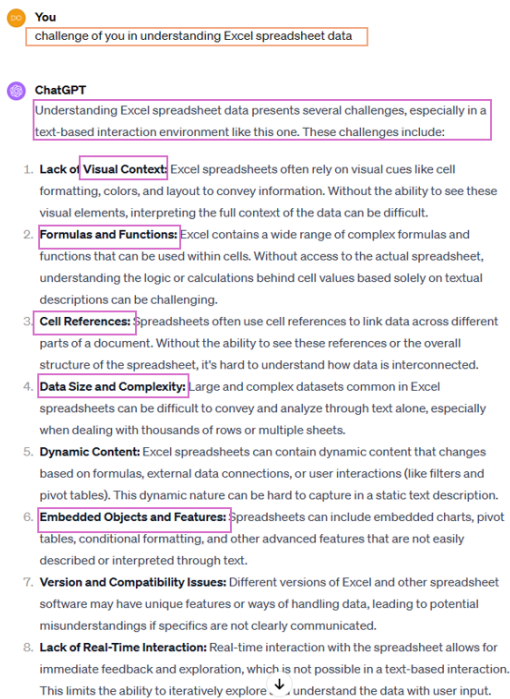 DO You
challenge of you in understanding Excel spreadsheet data
ChatGPT
Understanding Excel spreadsheet data presents several challenges, especially in a
text-based interaction environment like this one. These challenges include:
1. Lack of Visual Context: Excel spreadsheets often rely on visual cues like cell
formatting, colors, and layout to convey information. Without the ability to see these
visual elements, interpreting the full context of the data can be difficult.
2. Formulas and Functions: Excel contains a wide range of complex formulas and
functions that can be used within cells. Without access to the actual spreadsheet,
understanding the logic or calculations behind cell values based solely on textual
descriptions can be challenging.
3. Cell References: Spreadsheets often use cell references to link data across different
parts of a document. Without the ability to see these references or the overall
structure of the spreadsheet, it's hard to understand how data is interconnected.
4. Data Size and Complexity: Large and complex datasets common in Excel
spreadsheets can be difficult to convey and analyze through text alone, especially
when dealing with thousands of rows or multiple sheets.
5. Dynamic Content: Excel spreadsheets can contain dynamic content that changes
based on formulas, external data connections, or user interactions (like filters and
pivot tables). This dynamic nature can be hard to capture in a static text description.
6. Embedded Objects and Features: Spreadsheets can include embedded charts, pivot
tables, conditional formatting, and other advanced features that are not easily
described or interpreted through text.
7. Version and Compatibility Issues: Different versions of Excel and other spreadsheet
software may have unique features or ways of handling data, leading to potential
misunderstandings if specifics are not clearly communicated.
8. Lack of Real-Time Interaction: Real-time interaction with the spreadsheet allows for
immediate feedback and exploration, which is not possible in a text-based interaction.
This limits the ability to iteratively explore understand the data with user input.